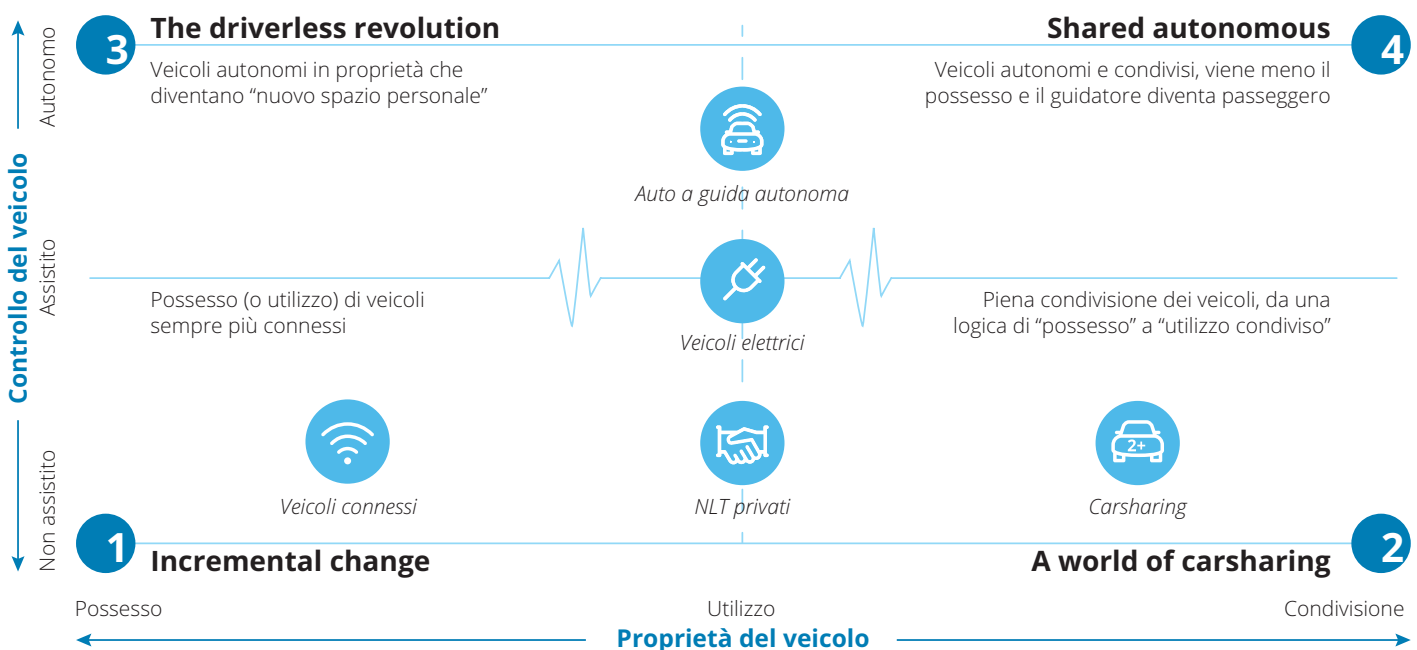 3
The driverless revolution
Veicoli autonomi in proprietà che
diventano “nuovo spazio personale”
Shared autonomous
4
Veicoli autonomi e condivisi, viene meno il
possesso e il guidatore diventa passeggero
Auto a guida autonoma
Controllo del veicolo
Autonomo
Assistito
Non assistito
Possesso (o utilizzo) di veicoli
sempre più connessi
Veicoli elettrici
Piena condivisione dei veicoli, da una
logica di “possesso” a “utilizzo condiviso”
Veicoli connessi
NLT privati
2+
Carsharing
1
Incremental change
A world of carsharing
2
Possesso
Utilizzo
Condivisione
Proprietà del veicolo